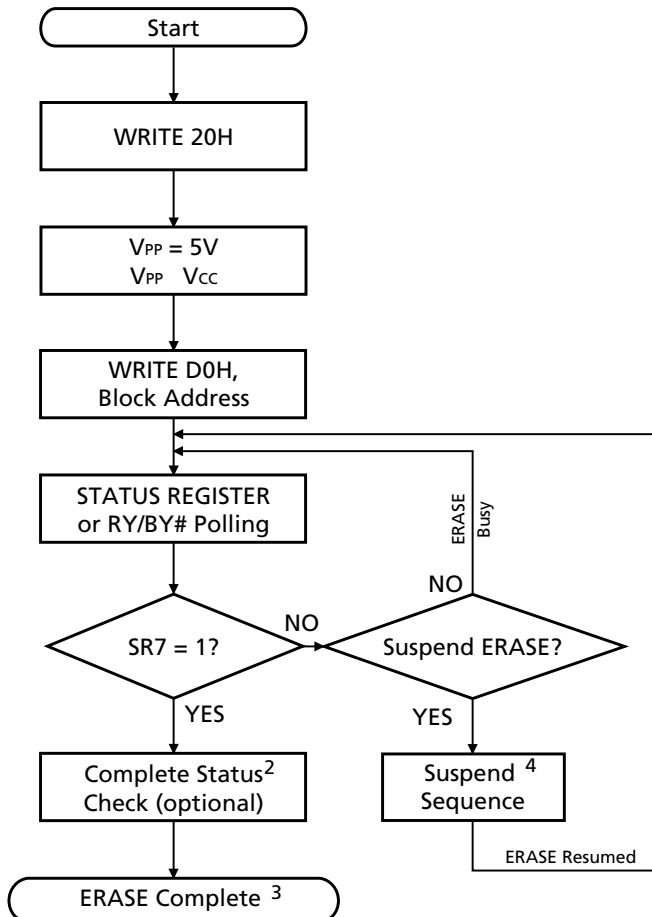 Start
WRITE 20H
VPP = 5V
VPP VCC
WRITE D0H,
Block Address
STATUS REGISTER
or RY/BY# Polling
ERASE
Busy
NO
SR7 = 1?
NO
Suspend ERASE?
YES
YES
Complete Status2
Check (optional)
Suspend 4
Sequence
ERASE Resumed
ERASE Complete 3